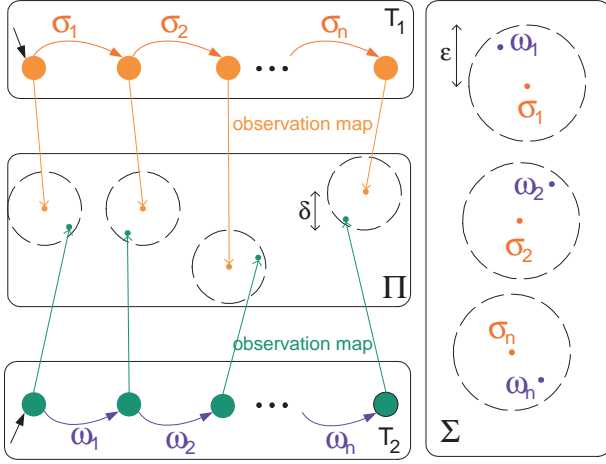 σ₁ σ₂ σₙ T₁
•••
observation map
δ
Π
observation map
•••
ω₁ ω₂ ωₙ T₂
ε
ω₁
σ₁
ω₂
σ₂
σₙ
ωₙ
Σ